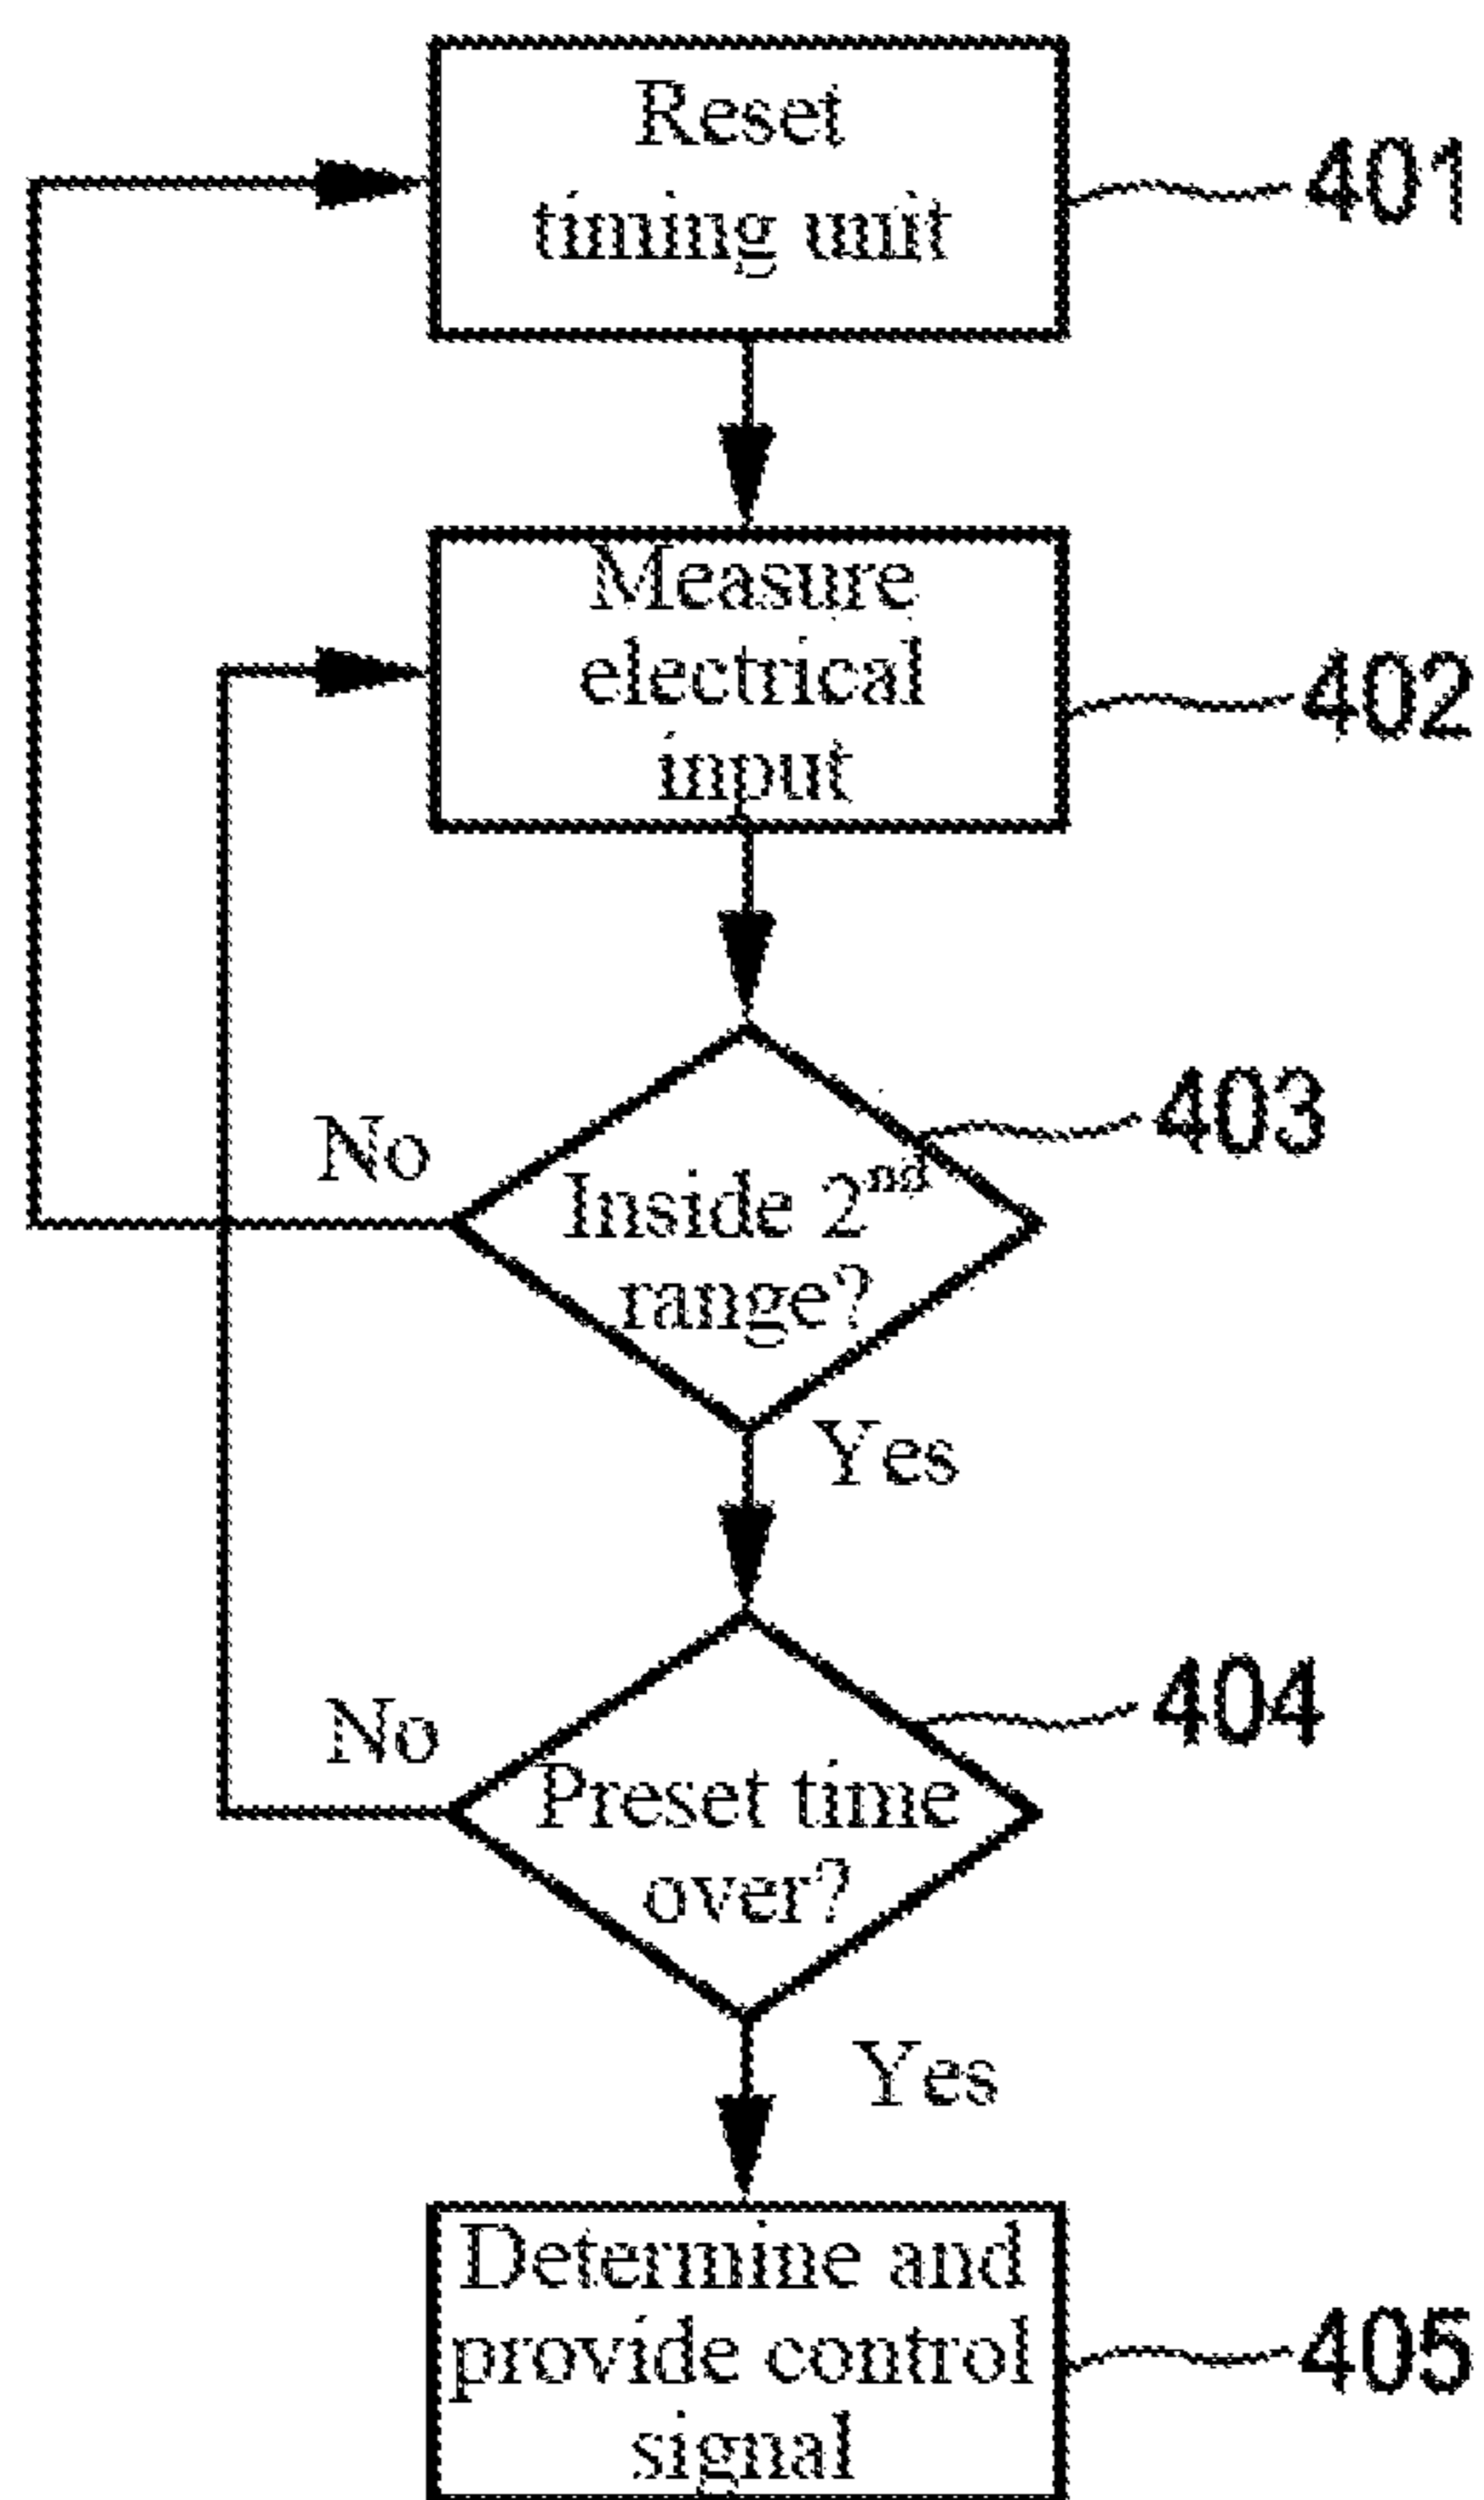 Reset
timing unit
401
Measure
electrical
input
402
403
No
Inside 2nd
range?
Yes
404
No
Preset time
over?
Yes
Determine and
provide control
signal
405